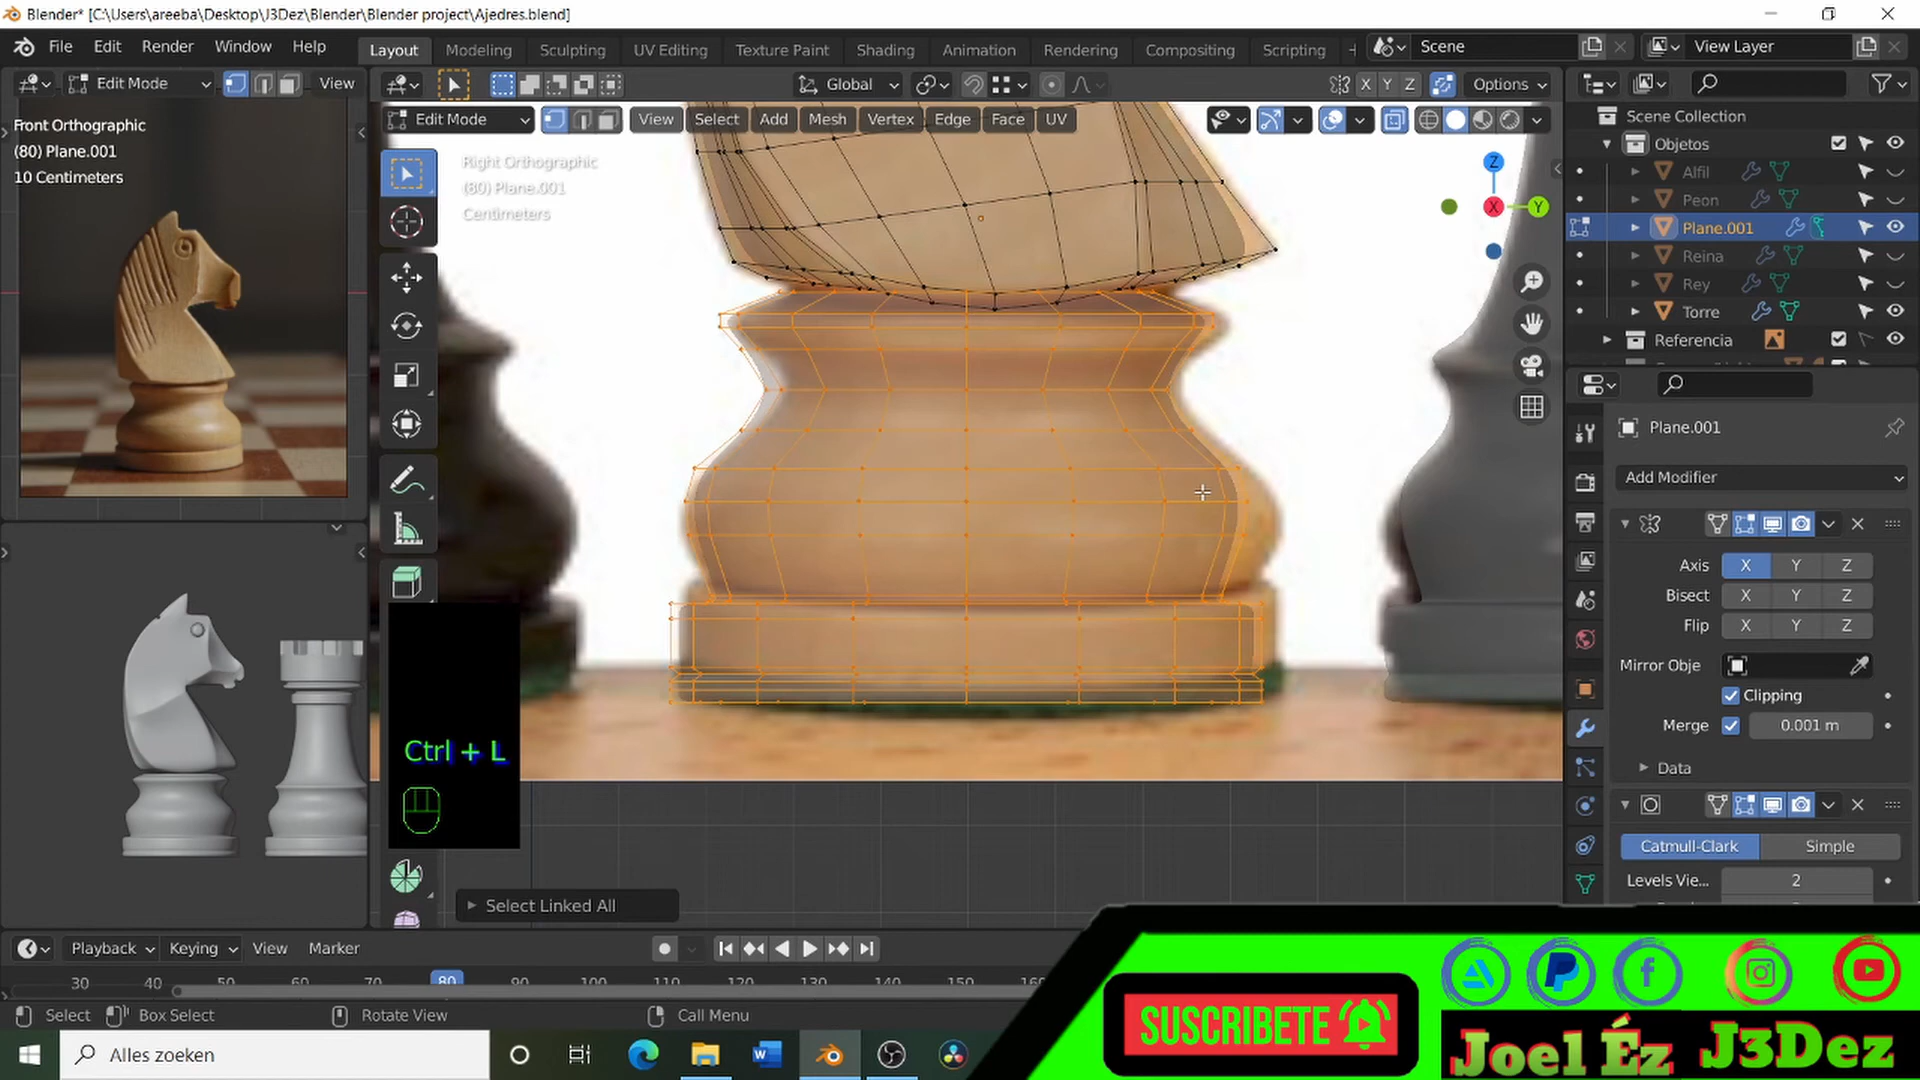 Blender* [C:\Users\areeba\Desktop\J3Dez\Blender\Blender project\Ajedres.blend]
File Edit Render Window Help
Layout Modeling Sculpting UV Editing Texture Paint Shading Animation Rendering Compositing Scripting
Scene
View Layer
Edit Mode View
Global
X Y Z
Options
Edit Mode View Select Add Mesh Vertex Edge Face UV
Front Orthographic
(80) Plane.001
10 Centimeters
Right Orthographic
(80) Plane.001
Centimeters
Z
X
Y
Scene Collection
Objetos
Alfil
Peon
Plane.001
Reina
Rey
Torre
Referencia
Plane.001
Add Modifier
Axis X Y Z
Bisect X Y Z
Flip X Y Z
Mirror Obje
Clipping
Merge 0.001 m
Data
Catmull-Clark Simple
Levels Vie... 2
Ctrl + L
Select Linked All
Playback Keying View Marker
30 40 50 60 70 80 90 100 110 120 130 140 150 160
Select Box Select Rotate View Call Menu
Alles zoeken
SUSCRIBETE
Joel Éz J3Dez